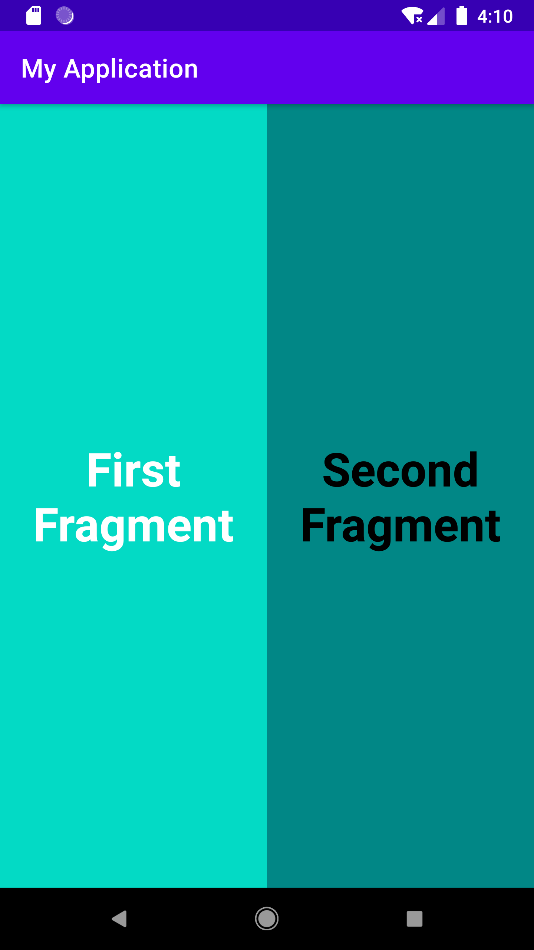 4:10
My Application
First
Fragment
Second
Fragment